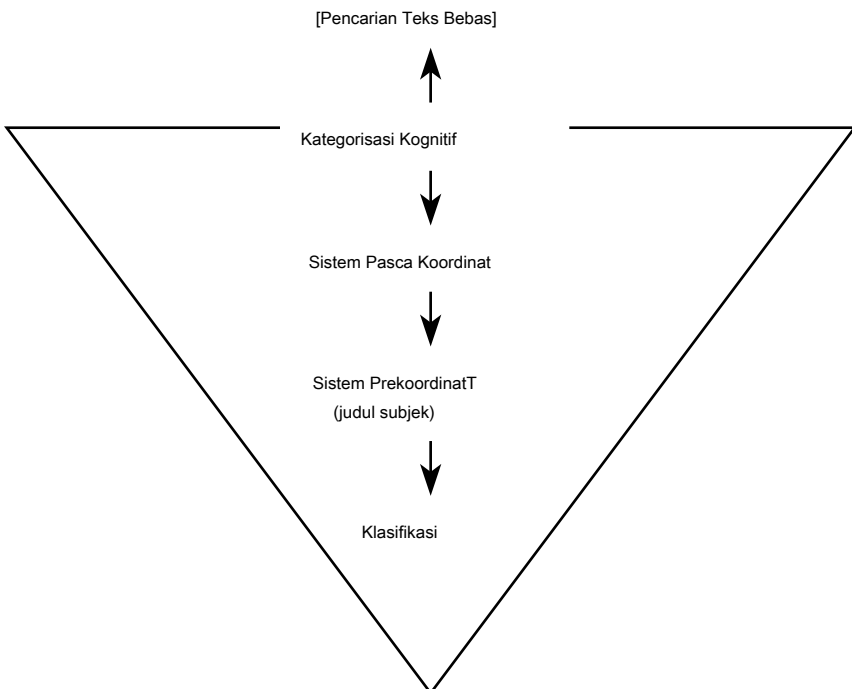 [Pencarian Teks Bebas]
Kategorisasi Kognitif
Sistem Pasca Koordinat
Sistem PrekoordinatT
(judul subjek)
Klasifikasi